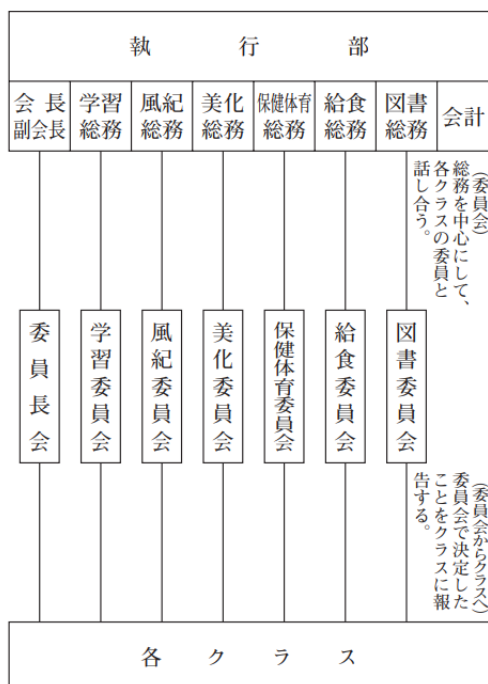 執行部
会長
副会長
学習
総務
風紀
総務
美化
総務
保健体育
総務
給食
総務
図書
総務
会計
(委員会)
総務を中心にして、
各クラスの委員と
話し合う。
委員長会
学習委員会
風紀委員会
美化委員会
保健体育委員会
給食委員会
図書委員会
(委員会からクラスへ)
委員会で決定した
ことをクラスに報
告する。
各クラス